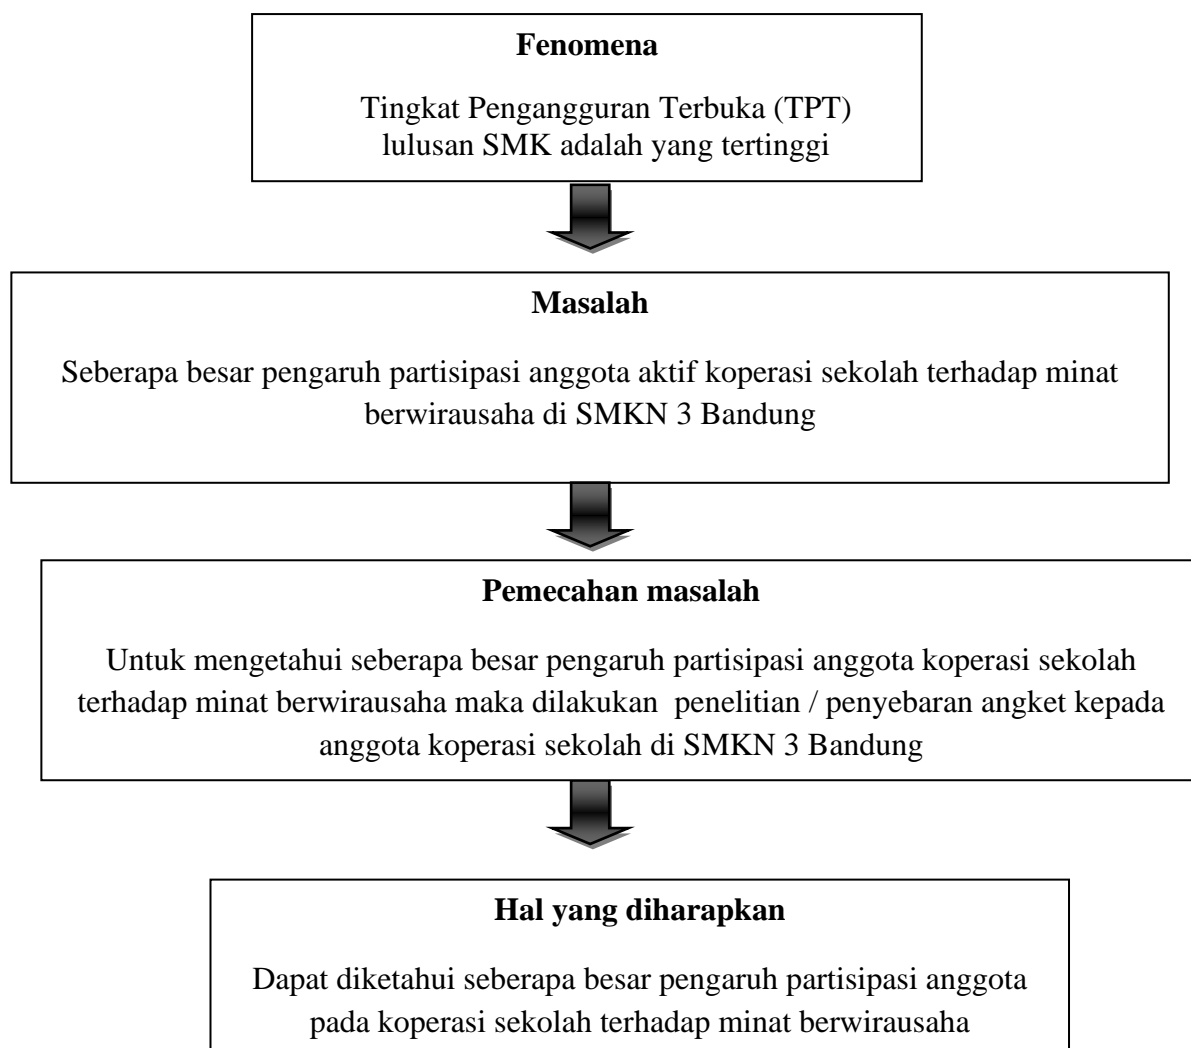 Fenomena
Tingkat Pengangguran Terbuka (TPT)
lulusan SMK adalah yang tertinggi
Masalah
Seberapa besar pengaruh partisipasi anggota aktif koperasi sekolah terhadap minat
berwirausaha di SMKN 3 Bandung
Pemecahan masalah
Untuk mengetahui seberapa besar pengaruh partisipasi anggota koperasi sekolah
terhadap minat berwirausaha maka dilakukan penelitian / penyebaran angket kepada
anggota koperasi sekolah di SMKN 3 Bandung
Hal yang diharapkan
Dapat diketahui seberapa besar pengaruh partisipasi anggota
pada koperasi sekolah terhadap minat berwirausaha